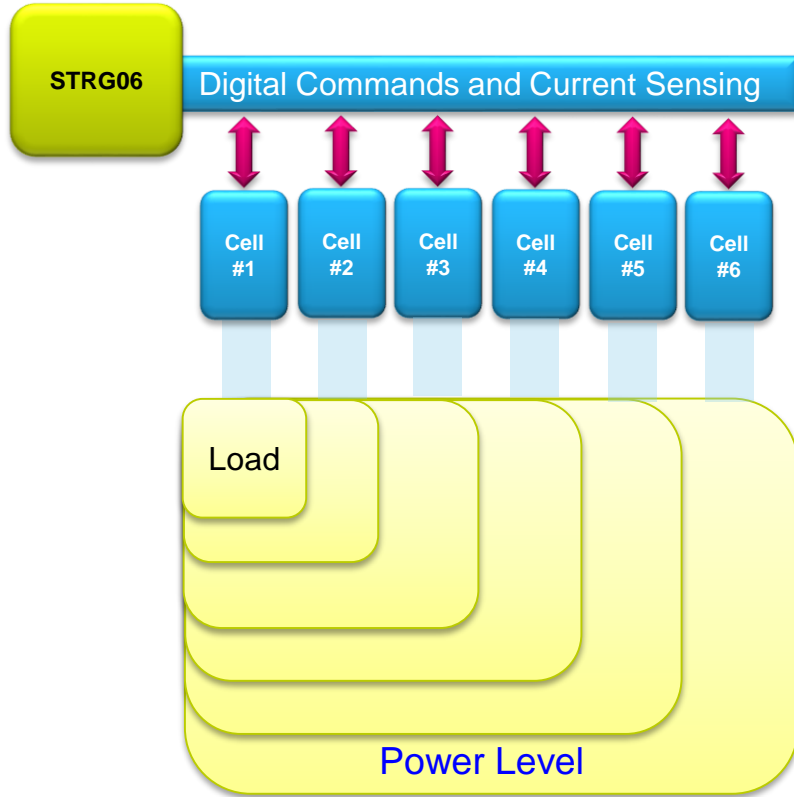 STRG06
Digital Commands and Current Sensing
Cell
#1
Cell
#2
Cell
#3
Cell
#4
Cell
#5
Cell
#6
Load
Power Level